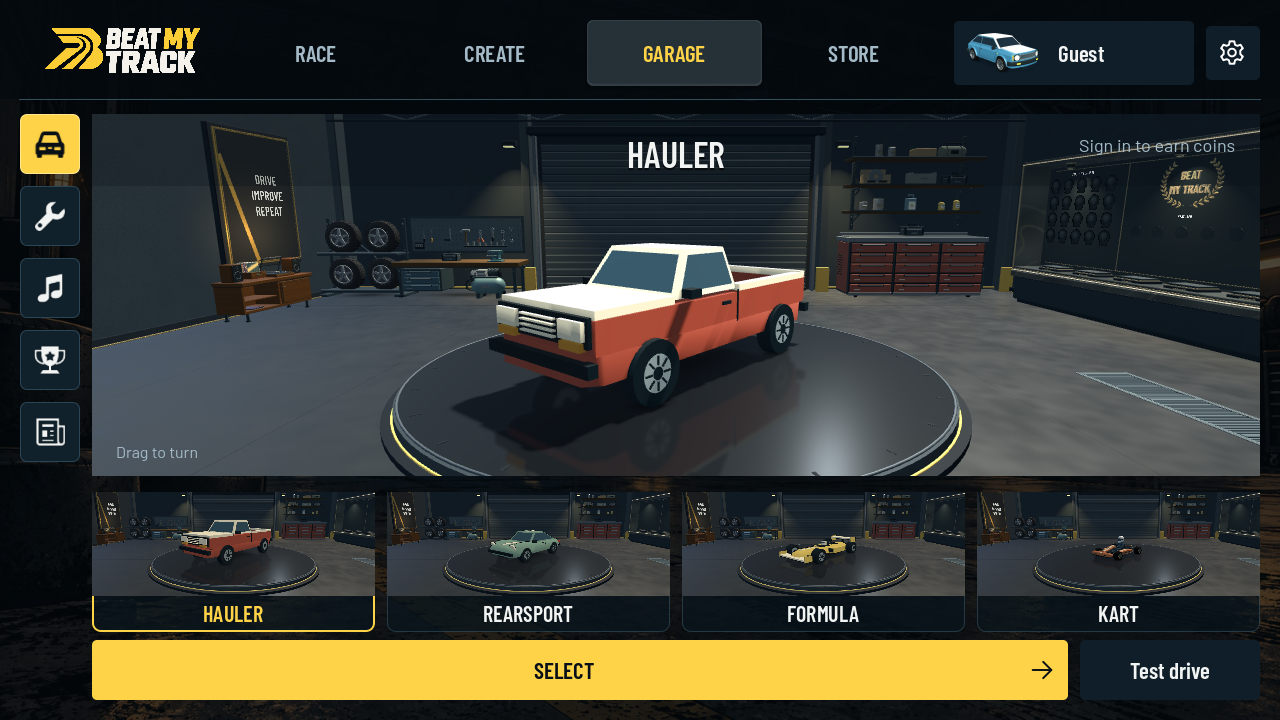 BEAT MY
TRACK
RACE
CREATE
GARAGE
STORE
Guest
HAULER
Sign in to earn coins
DRIVE
IMPROVE
REPEAT
BEAT
MY TRACK
Drag to turn
HAULER
REARSPORT
FORMULA
KART
SELECT
Test drive